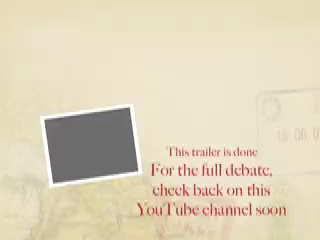 This trailer is done
For the full debate,
check back on this
YouTube channel soon